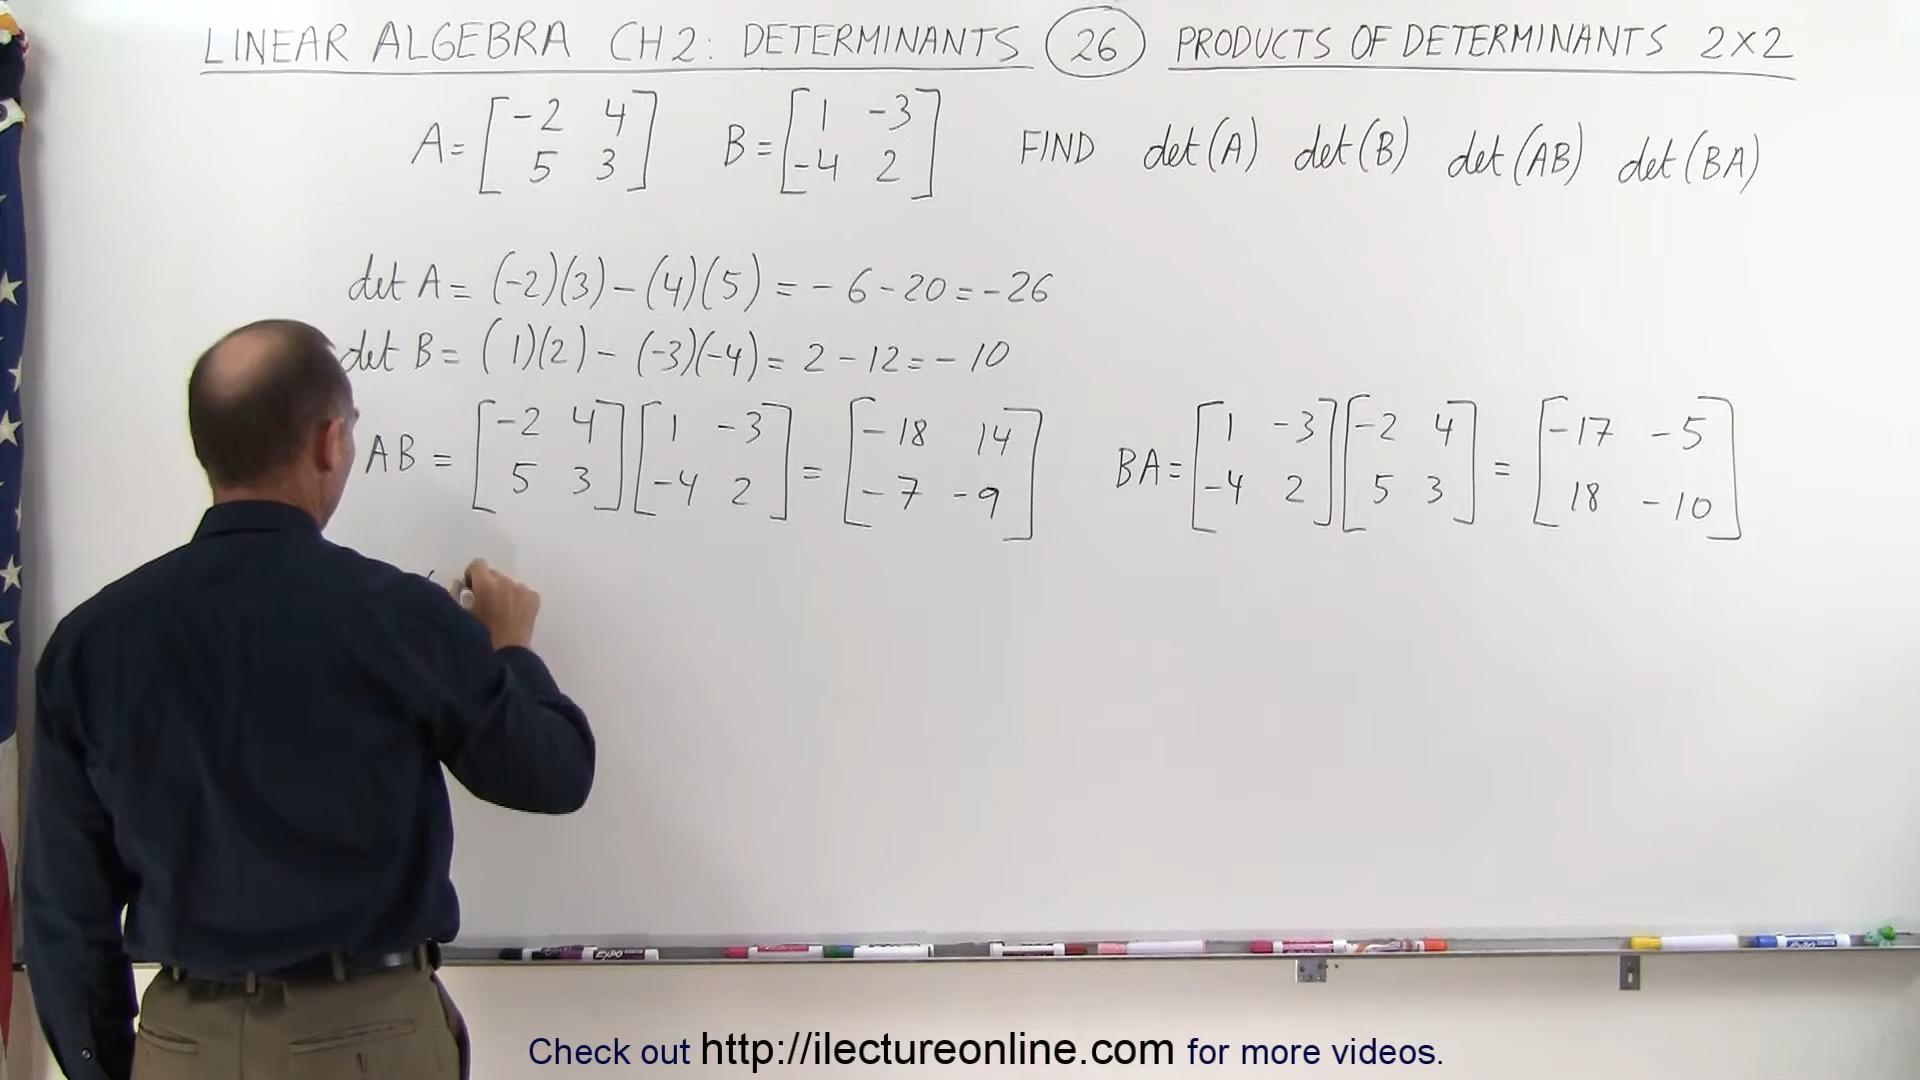 LINEAR ALGEBRA CH2: DETERMINANTS 26 PRODUCTS OF DETERMINANTS 2×2
A = [-2 4; 5 3] B = [1 -3; -4 2] FIND det(A) det(B) det(AB) det(BA)
det A = (-2)(3) - (4)(5) = -6 - 20 = -26
det B = (1)(2) - (-3)(-4) = 2 - 12 = -10
AB = [-2 4; 5 3][1 -3; -4 2] = [-18 14; -7 -9] BA = [1 -3; -4 2][-2 4; 5 3] = [-17 -5; 18 -10]
EXPO
Check out http://ilectureonline.com for more videos.